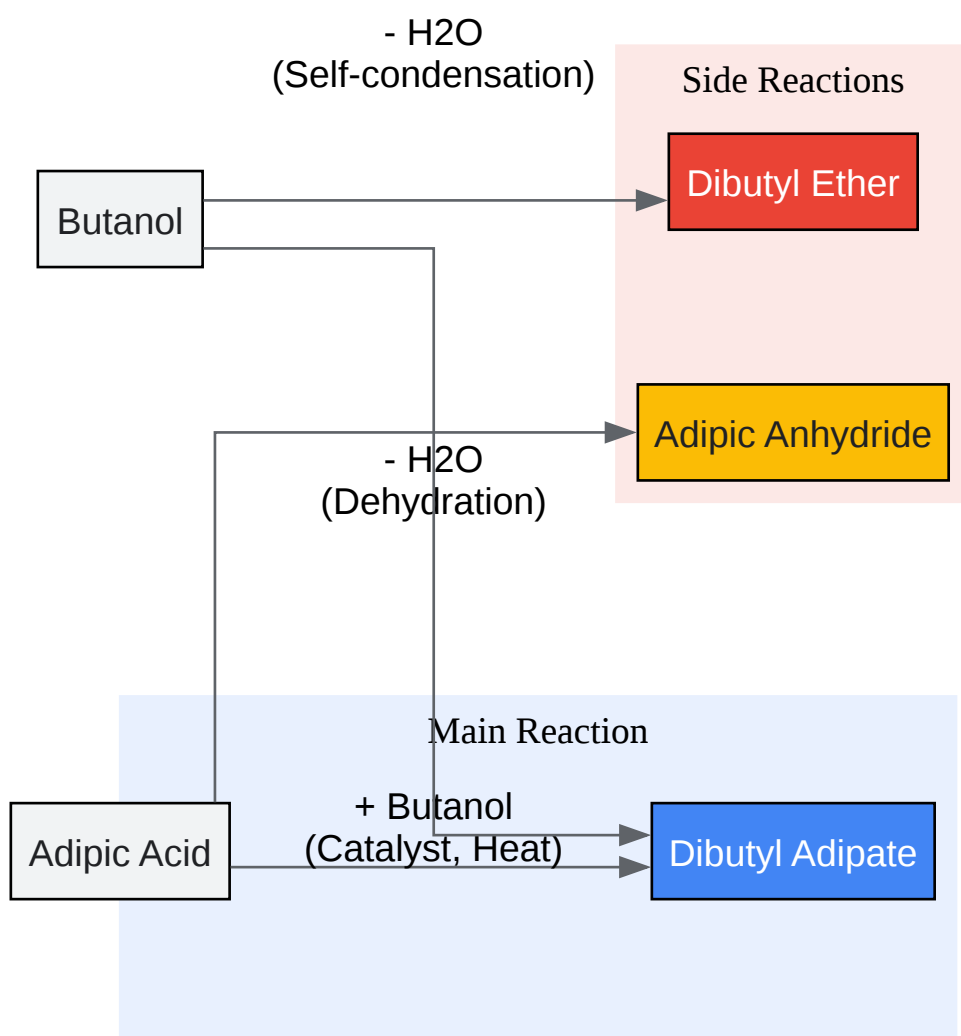 - H2O
(Self-condensation)
Side Reactions
Dibutyl Ether
Butanol
Adipic Anhydride
- H2O
(Dehydration)
Main Reaction
+ Butanol
(Catalyst, Heat)
Adipic Acid
Dibutyl Adipate